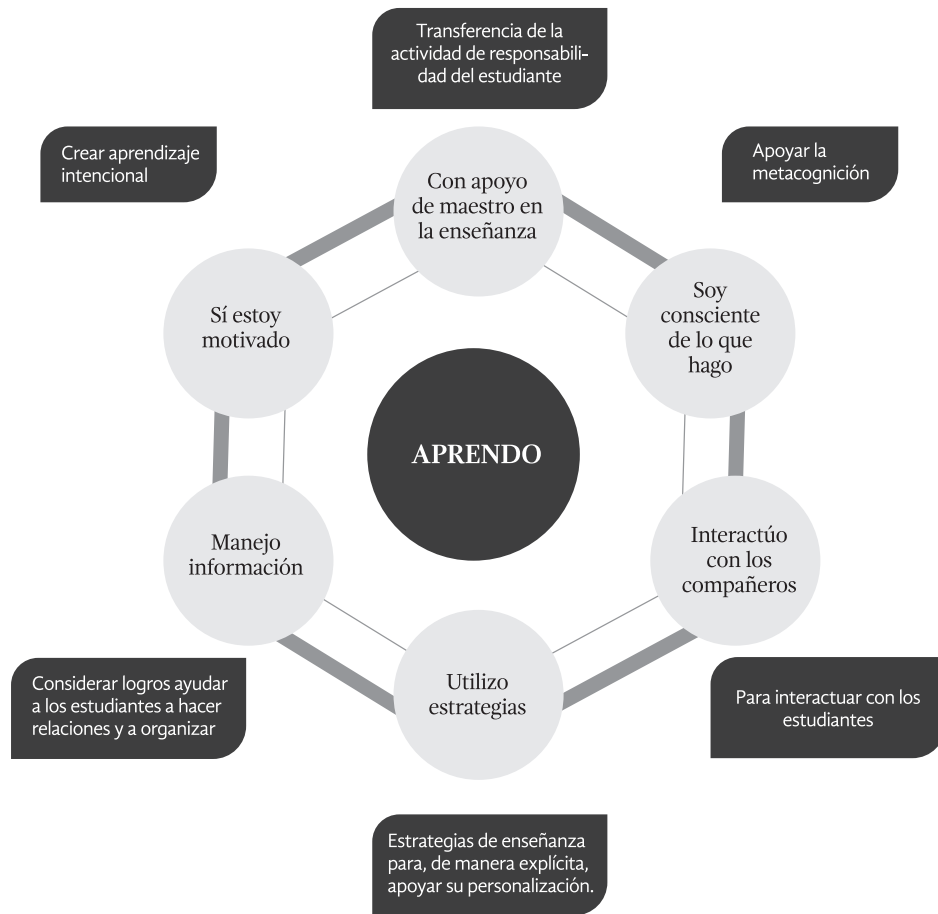 Transferencia de la
actividad de responsabili-
dad del estudiante
Crear aprendizaje
intencional
Apoyar la
metacognición
Con apoyo
de maestro en
la enseñanza
Sí estoy
motivado
Soy
consciente
de lo que
hago
APRENDO
Manejo
información
Interactúo
con los
compañeros
Utilizo
estrategias
Considerar logros ayudar
a los estudiantes a hacer
relaciones y a organizar
Para interactuar con los
estudiantes
Estrategias de enseñanza
para, de manera explícita,
apoyar su personalización.